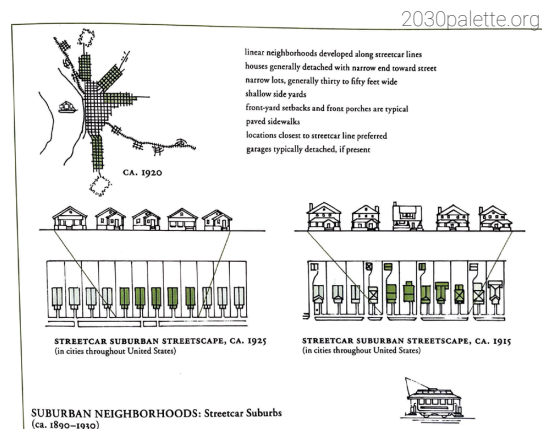 2030palette.org
linear neighborhoods developed along streetcar lines
houses generally detached with narrow end toward street
narrow lots, generally thirty to fifty feet wide
shallow side yards
front-yard setbacks and front porches are typical
paved sidewalks
locations closest to streetcar line preferred
garages typically detached, if present
CA. 1920
STREETCAR SUBURBAN STREETSCAPE, CA. 1925
(in cities throughout United States)
STREETCAR SUBURBAN STREETSCAPE, CA. 1915
(in cities throughout United States)
SUBURBAN NEIGHBORHOODS: Streetcar Suburbs
(ca. 1890–1930)